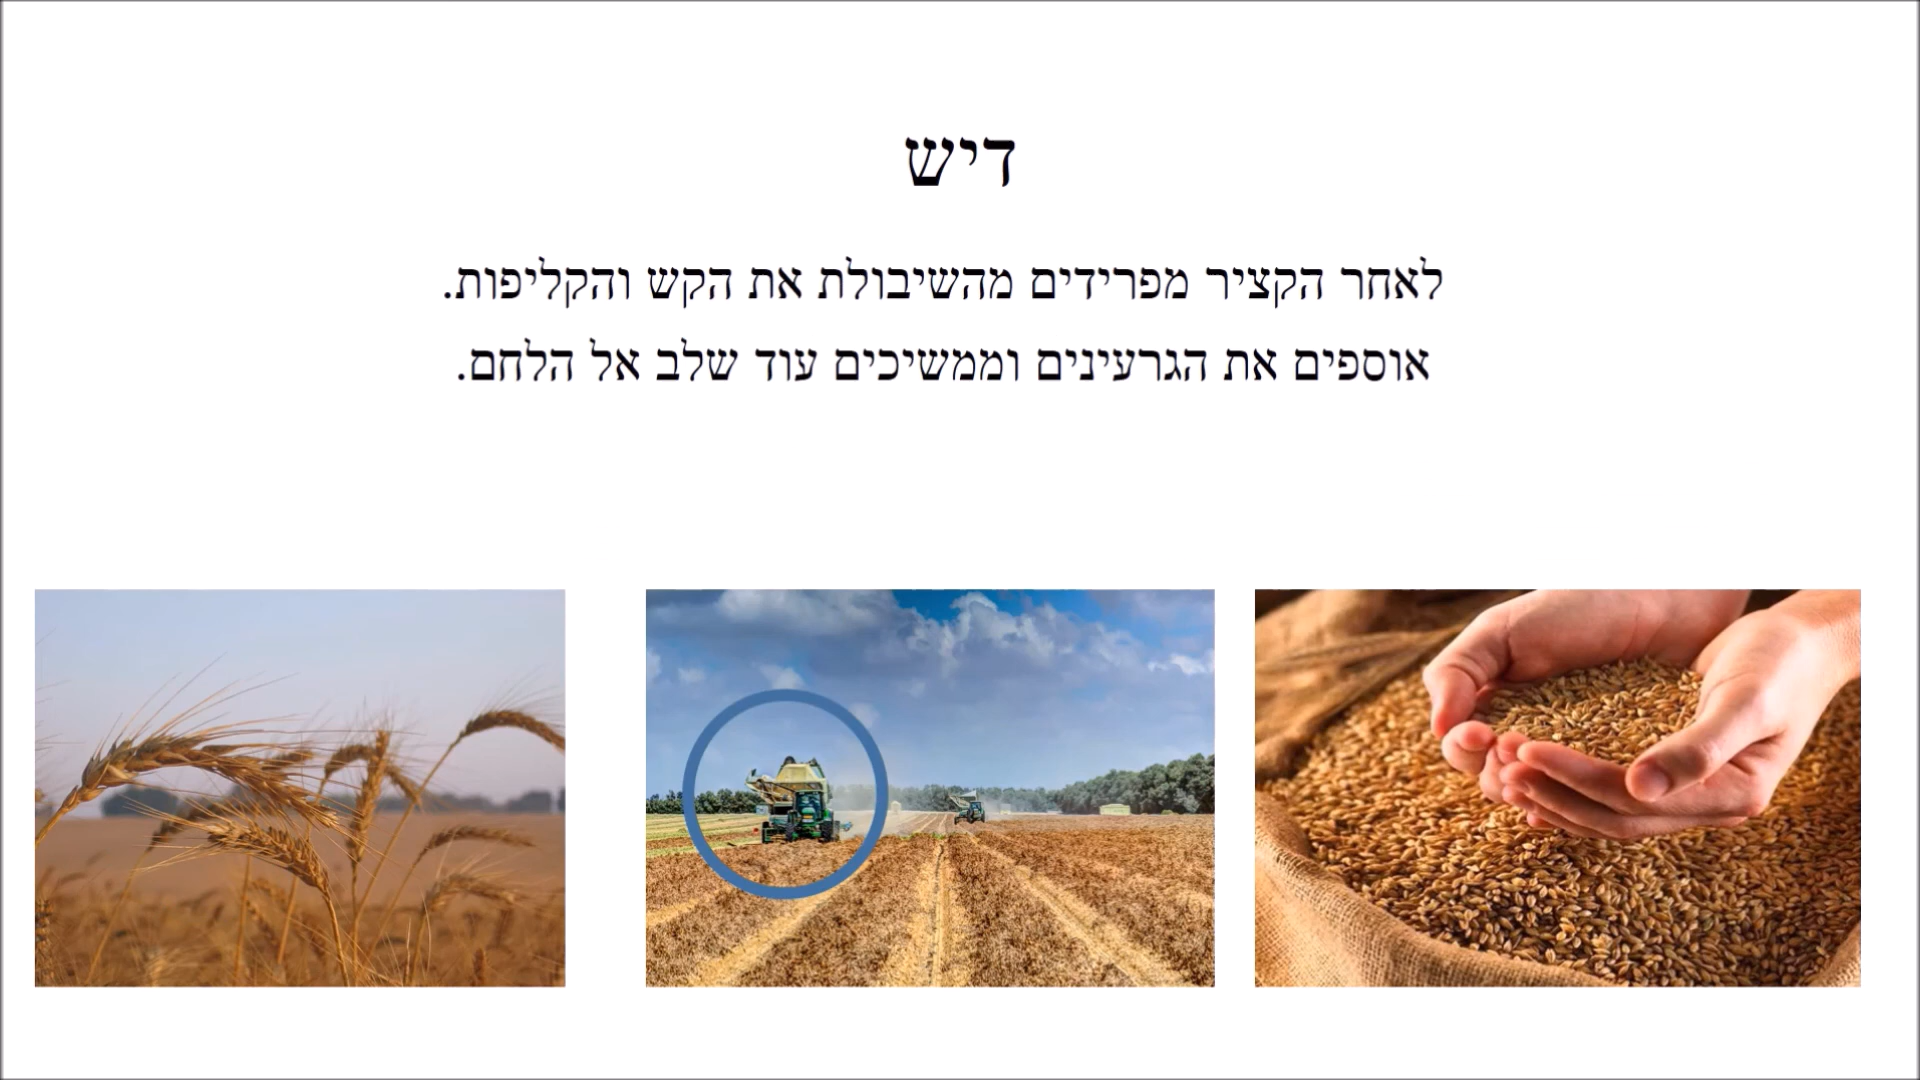 דיש
לאחר הקציר מפרידים מהשיבולת את הקש והקליפות.
אוספים את הגרעינים וממשיכים עוד שלב אל הלחם.